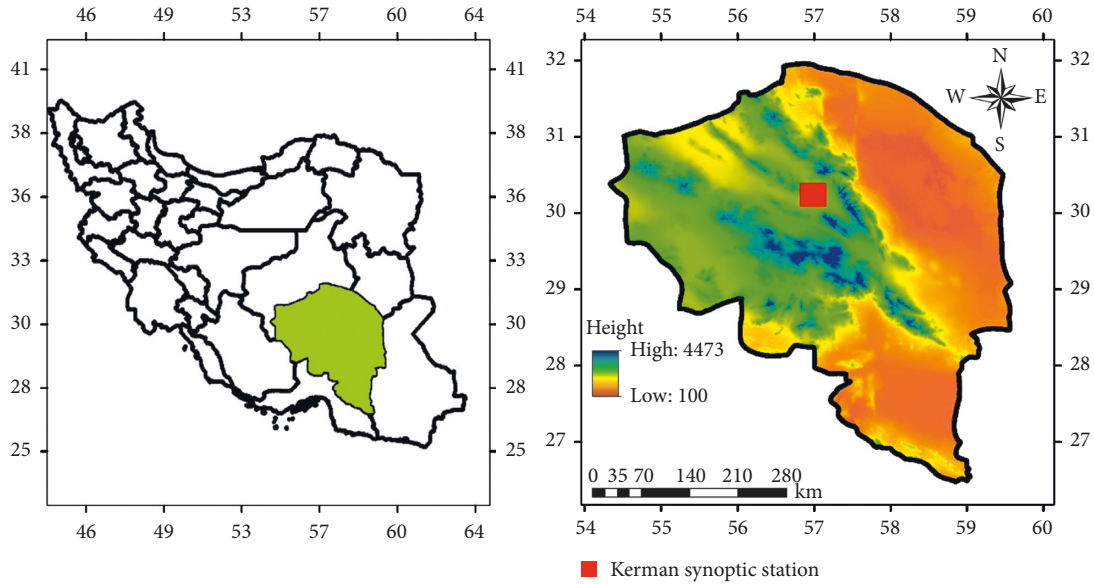 46 49 53 57 60 64
41 41
38 38
36 36
33 33
30 30
28 28
25 25
46 49 53 57 60 64
54 55 56 57 58 59 60
32 32
N
W E
S
31 31
30 30
29 29
Height
High: 4473
28 28
Low: 100
27 27
0 35 70 140 210 280
km
54 55 56 57 58 59 60
Kerman synoptic station